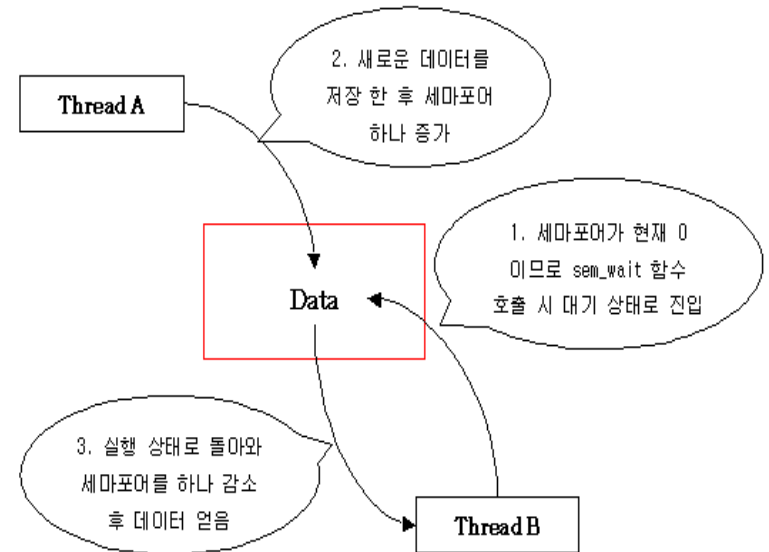 2. 새로운 데이터를
저장 한 후 세마포어
하나 증가
Thread A
1. 세마포어가 현재 0
이므로 sem_wait 함수
호출 시 대기 상태로 진입
Data
3. 실행 상태로 돌아와
세마포어를 하나 감소
후 데이터 얻음
Thread B